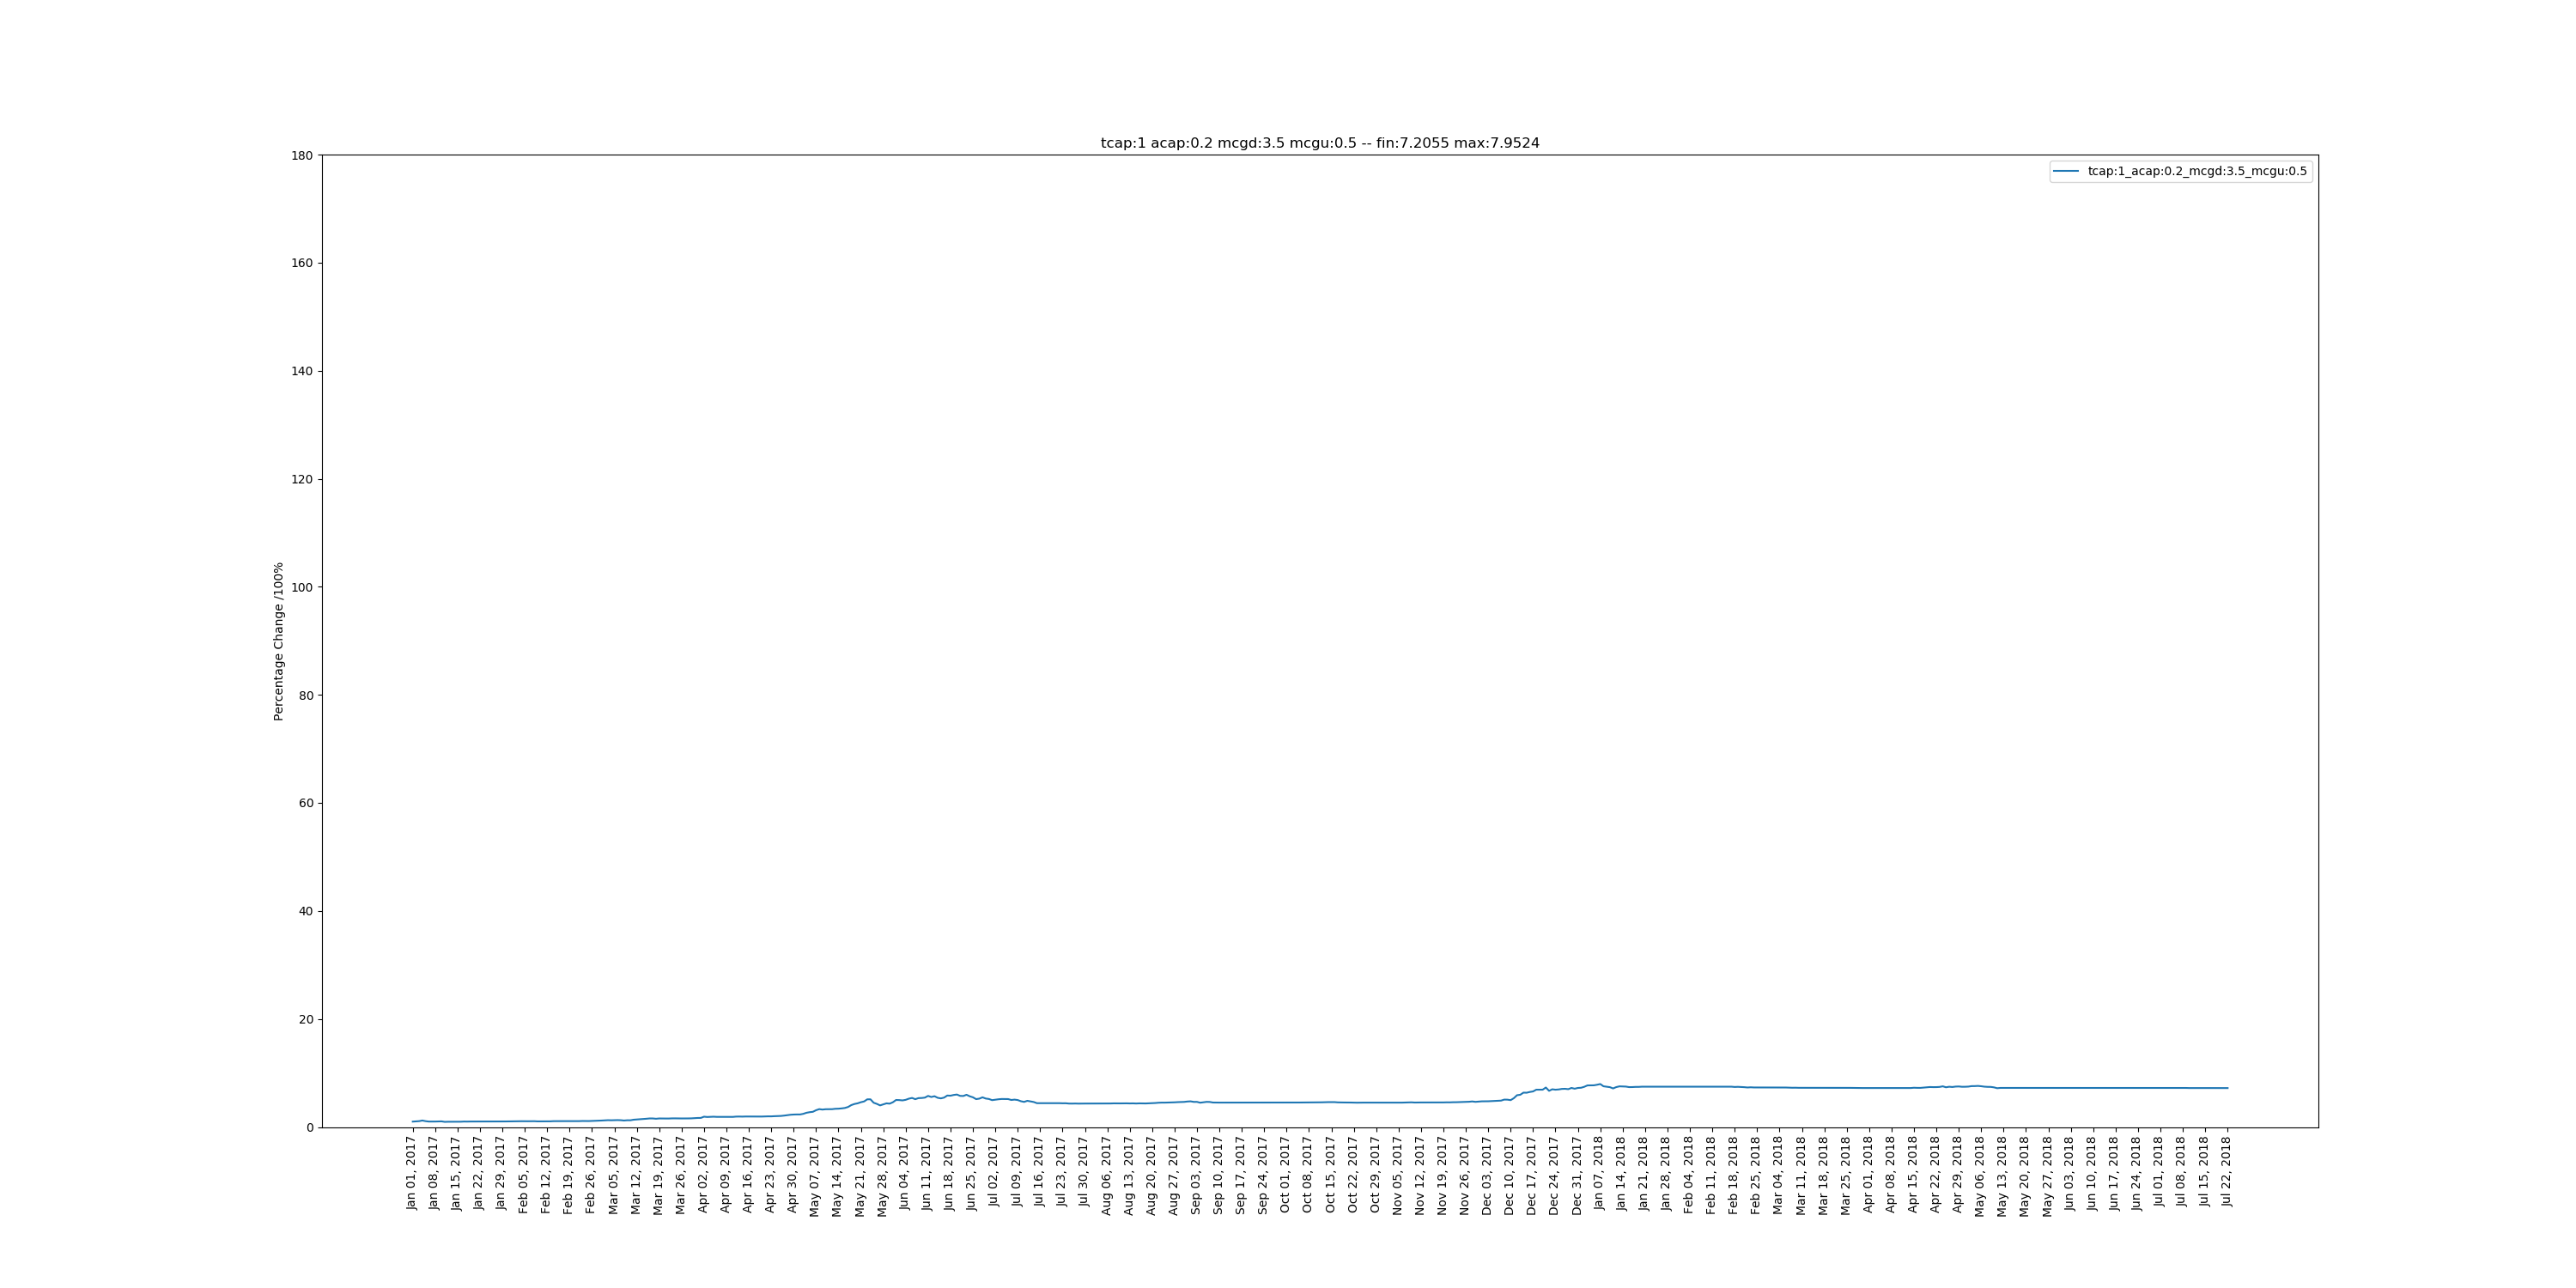 tcap:1 acap:0.2 mcgd:3.5 mcgu:0.5 -- fin:7.2055 max:7.9524
tcap:1_acap:0.2_mcgd:3.5_mcgu:0.5
Percentage Change /100%
180
160
140
120
100
80
60
40
20
0
Jan 01, 2017
Jan 08, 2017
Jan 15, 2017
Jan 22, 2017
Jan 29, 2017
Feb 05, 2017
Feb 12, 2017
Feb 19, 2017
Feb 26, 2017
Mar 05, 2017
Mar 12, 2017
Mar 19, 2017
Mar 26, 2017
Apr 02, 2017
Apr 09, 2017
Apr 16, 2017
Apr 23, 2017
Apr 30, 2017
May 07, 2017
May 14, 2017
May 21, 2017
May 28, 2017
Jun 04, 2017
Jun 11, 2017
Jun 18, 2017
Jun 25, 2017
Jul 02, 2017
Jul 09, 2017
Jul 16, 2017
Jul 23, 2017
Jul 30, 2017
Aug 06, 2017
Aug 13, 2017
Aug 20, 2017
Aug 27, 2017
Sep 03, 2017
Sep 10, 2017
Sep 17, 2017
Sep 24, 2017
Oct 01, 2017
Oct 08, 2017
Oct 15, 2017
Oct 22, 2017
Oct 29, 2017
Nov 05, 2017
Nov 12, 2017
Nov 19, 2017
Nov 26, 2017
Dec 03, 2017
Dec 10, 2017
Dec 17, 2017
Dec 24, 2017
Dec 31, 2017
Jan 07, 2018
Jan 14, 2018
Jan 21, 2018
Jan 28, 2018
Feb 04, 2018
Feb 11, 2018
Feb 18, 2018
Feb 25, 2018
Mar 04, 2018
Mar 11, 2018
Mar 18, 2018
Mar 25, 2018
Apr 01, 2018
Apr 08, 2018
Apr 15, 2018
Apr 22, 2018
Apr 29, 2018
May 06, 2018
May 13, 2018
May 20, 2018
May 27, 2018
Jun 03, 2018
Jun 10, 2018
Jun 17, 2018
Jun 24, 2018
Jul 01, 2018
Jul 08, 2018
Jul 15, 2018
Jul 22, 2018